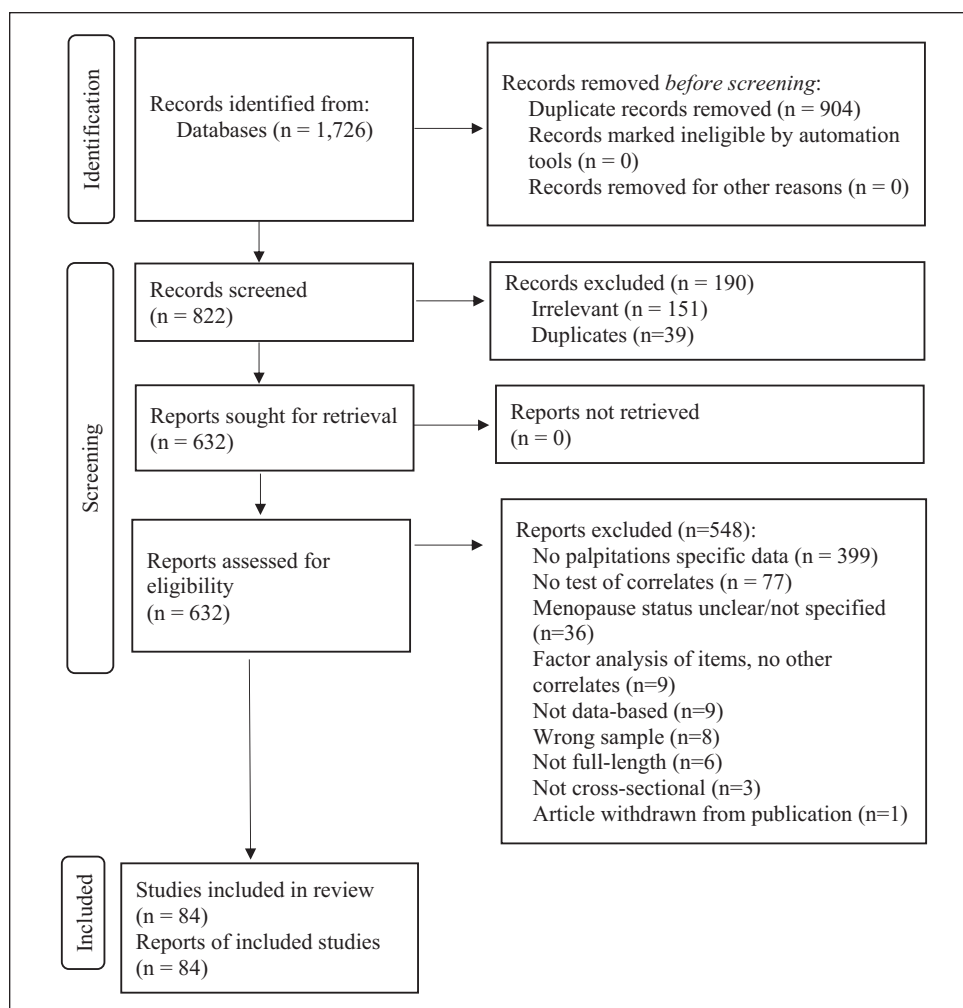 Identification
Records identified from:
Databases (n = 1,726)
Records removed before screening:
Duplicate records removed (n = 904)
Records marked ineligible by automation
tools (n = 0)
Records removed for other reasons (n = 0)
Screening
Records screened
(n = 822)
Records excluded (n = 190)
Irrelevant (n = 151)
Duplicates (n=39)
Reports sought for retrieval
(n = 632)
Reports not retrieved
(n = 0)
Reports assessed for
eligibility
(n = 632)
Reports excluded (n=548):
No palpitations specific data (n = 399)
No test of correlates (n = 77)
Menopause status unclear/not specified
(n=36)
Factor analysis of items, no other
correlates (n=9)
Not data-based (n=9)
Wrong sample (n=8)
Not full-length (n=6)
Not cross-sectional (n=3)
Article withdrawn from publication (n=1)
Included
Studies included in review
(n = 84)
Reports of included studies
(n = 84)